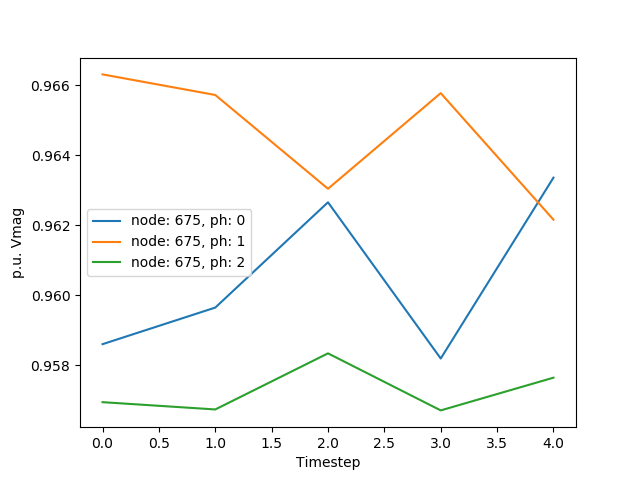 0.966
0.964
0.962
0.960
0.958
p.u. Vmag
node: 675, ph: 0
node: 675, ph: 1
node: 675, ph: 2
0.0 0.5 1.0 1.5 2.0 2.5 3.0 3.5 4.0
Timestep